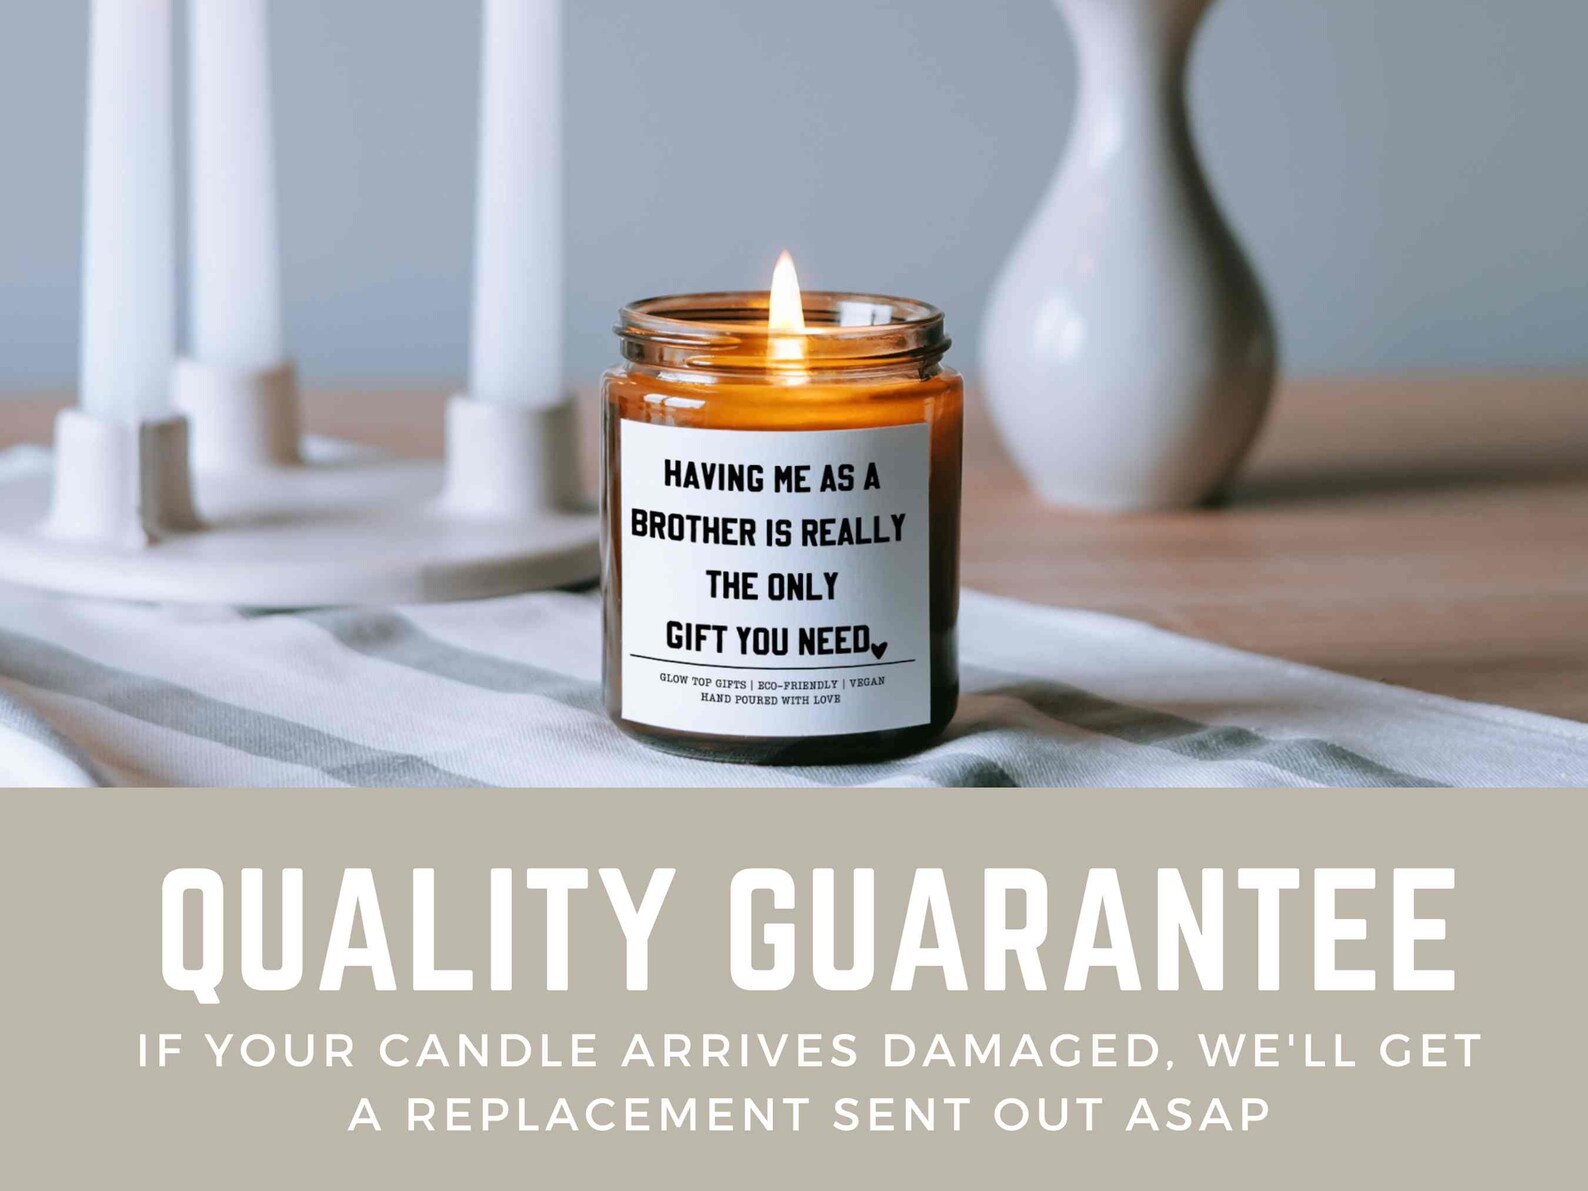 HAVING ME AS A
BROTHER IS REALLY
THE ONLY
GIFT YOU NEED
GLOW TOP GIFTS | ECO-FRIENDLY | VEGAN
HAND POURED WITH LOVE
QUALITY GUARANTEE
IF YOUR CANDLE ARRIVES DAMAGED, WE'LL GET
A REPLACEMENT SENT OUT ASAP